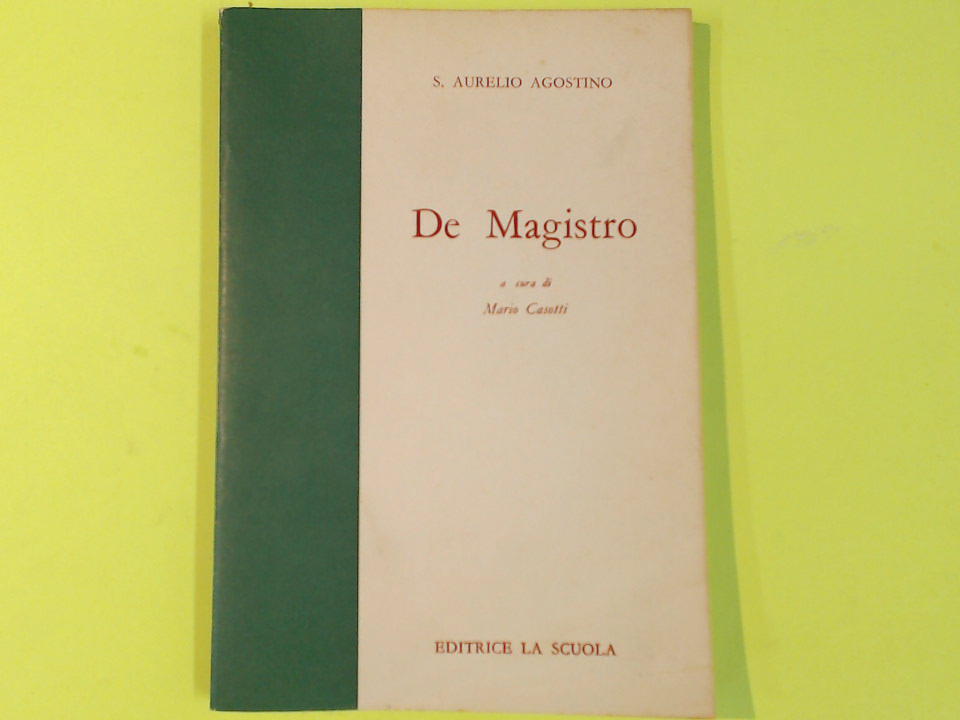 S. AURELIO AGOSTINO
De Magistro
a cura di
Mario Casotti
EDITRICE LA SCUOLA